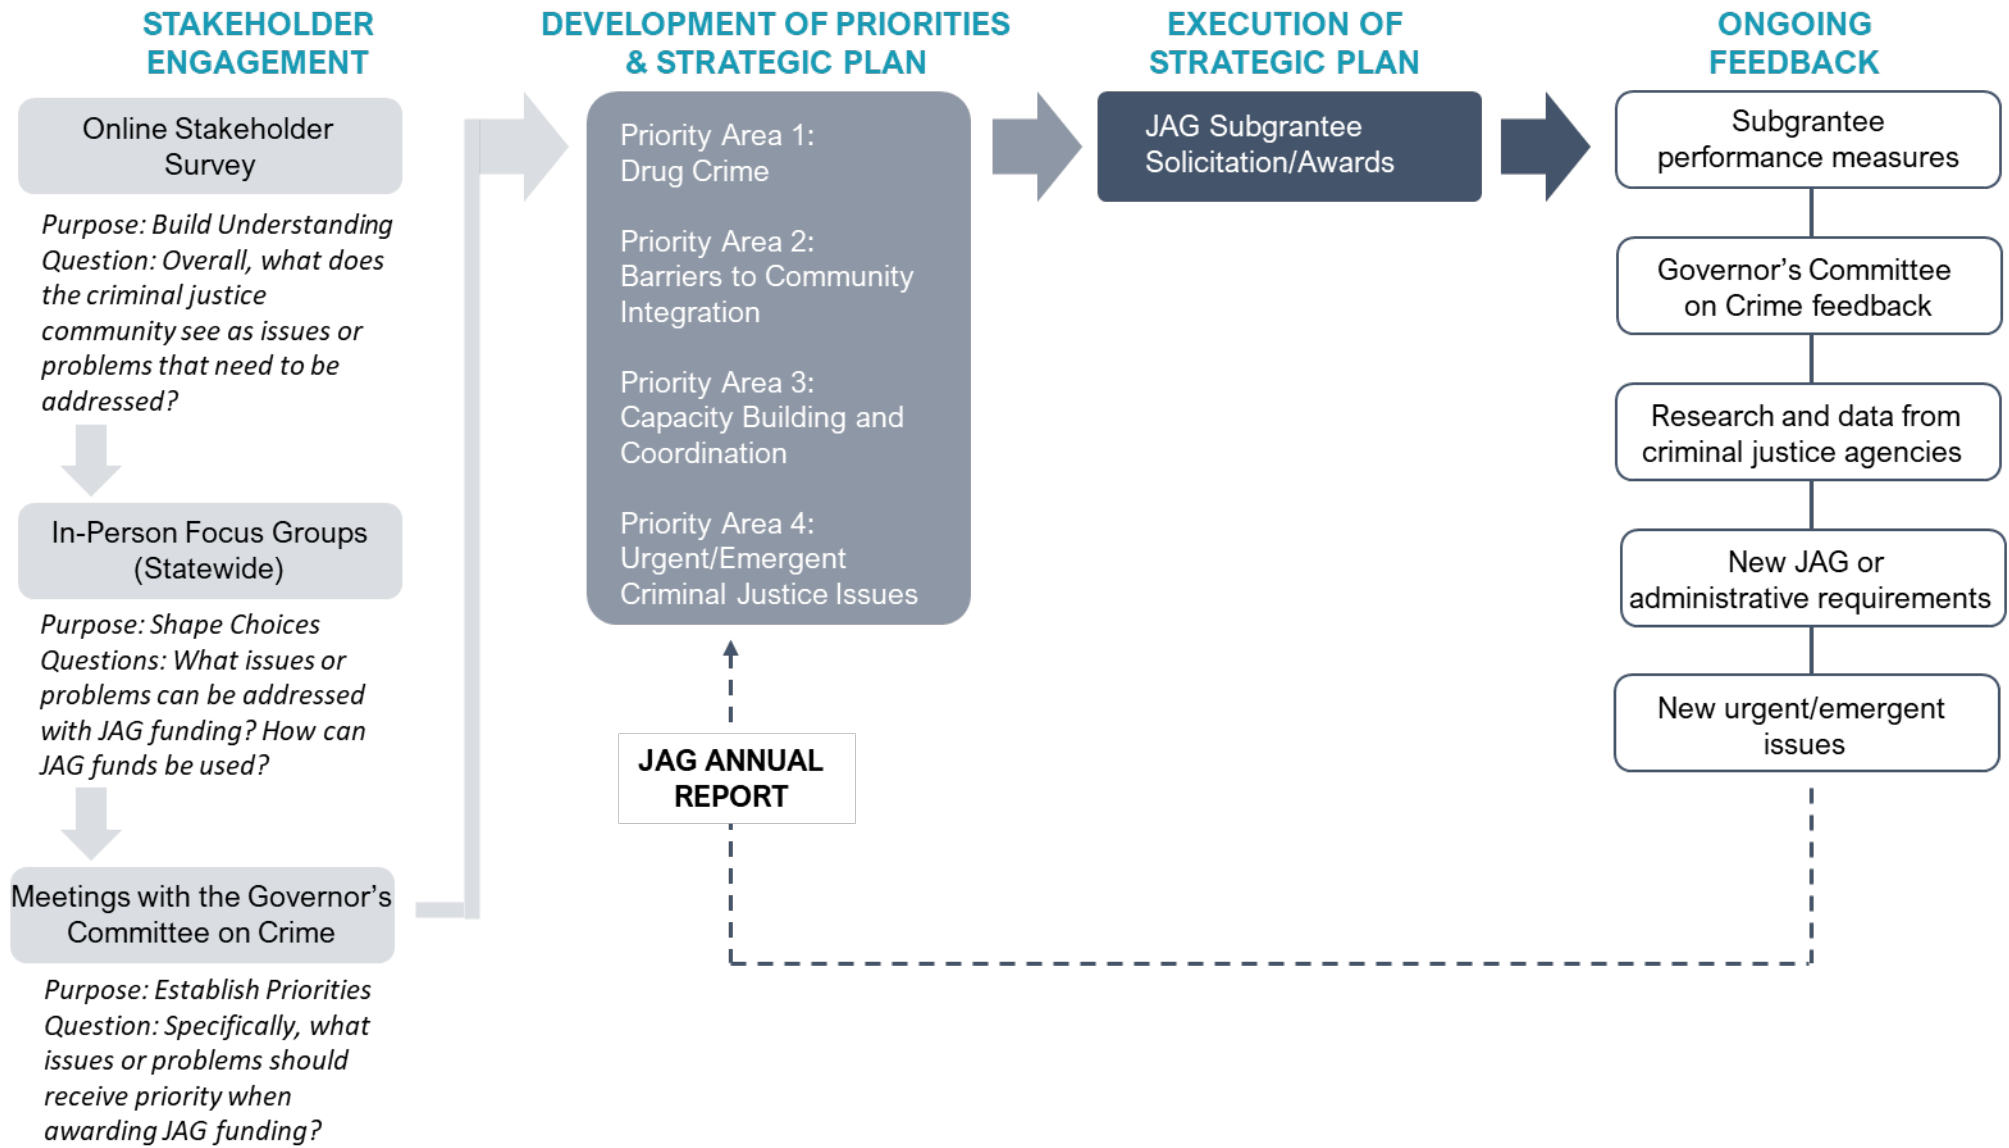 STAKEHOLDER
ENGAGEMENT
Online Stakeholder
Survey
Purpose: Build Understanding
Question: Overall, what does
the criminal justice
community see as issues or
problems that need to be
addressed?
In-Person Focus Groups
(Statewide)
Purpose: Shape Choices
Questions: What issues or
problems can be addressed
with JAG funding? How can
JAG funds be used?
Meetings with the Governor's
Committee on Crime
Purpose: Establish Priorities
Question: Specifically, what
issues or problems should
receive priority when
awarding JAG funding?
DEVELOPMENT OF PRIORITIES
& STRATEGIC PLAN
Priority Area 1:
Drug Crime
Priority Area 2:
Barriers to Community
Integration
Priority Area 3:
Capacity Building and
Coordination
Priority Area 4:
Urgent/Emergent
Criminal Justice Issues
JAG ANNUAL
REPORT
EXECUTION OF
STRATEGIC PLAN
JAG Subgrantee
Solicitation/Awards
ONGOING
FEEDBACK
Subgrantee
performance measures
Governor's Committee
on Crime feedback
Research and data from
criminal justice agencies
New JAG or
administrative requirements
New urgent/emergent
issues